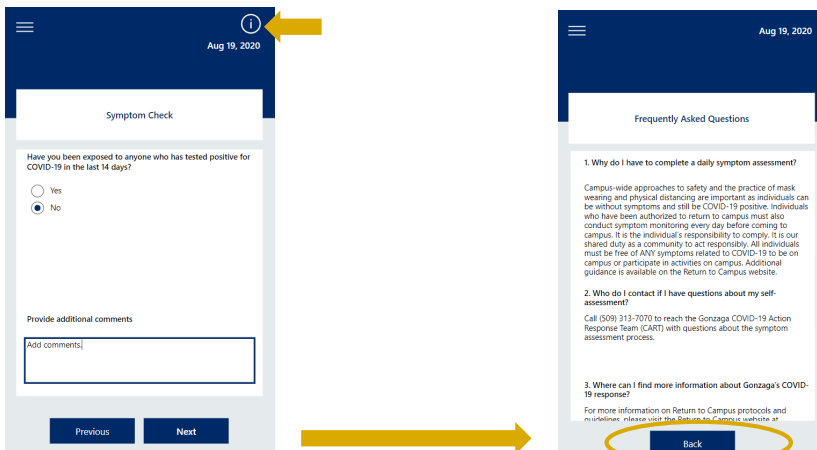 Aug 19, 2020
Symptom Check
Have you been exposed to anyone who has tested positive for
COVID-19 in the last 14 days?
Yes
No
Provide additional comments
Add comments.
Previous
Next
Aug 19, 2020
Frequently Asked Questions
1. Why do I have to complete a daily symptom assessment?
Campus-wide approaches to safety and the practice of mask
wearing and physical distancing are important as individuals can
be without symptoms and still be COVID-19 positive. Individuals
who have been authorized to return to campus must also
conduct symptom monitoring every day before coming to
campus. It is the individual's responsibility to comply. It is our
shared duty as a community to act responsibly. All individuals
must be free of ANY symptoms related to COVID-19 to be on
campus or participate in activities on campus. Additional
guidance is available on the Return to Campus website.
2. Who do I contact if I have questions about my self-
assessment?
Call (509) 313-7070 to reach the Gonzaga COVID-19 Action
Response Team (CART) with questions about the symptom
assessment process.
3. Where can I find more information about Gonzaga's COVID-
19 response?
For more information on Return to Campus protocols and
guidelines, please visit the Return to Campus website at
Back